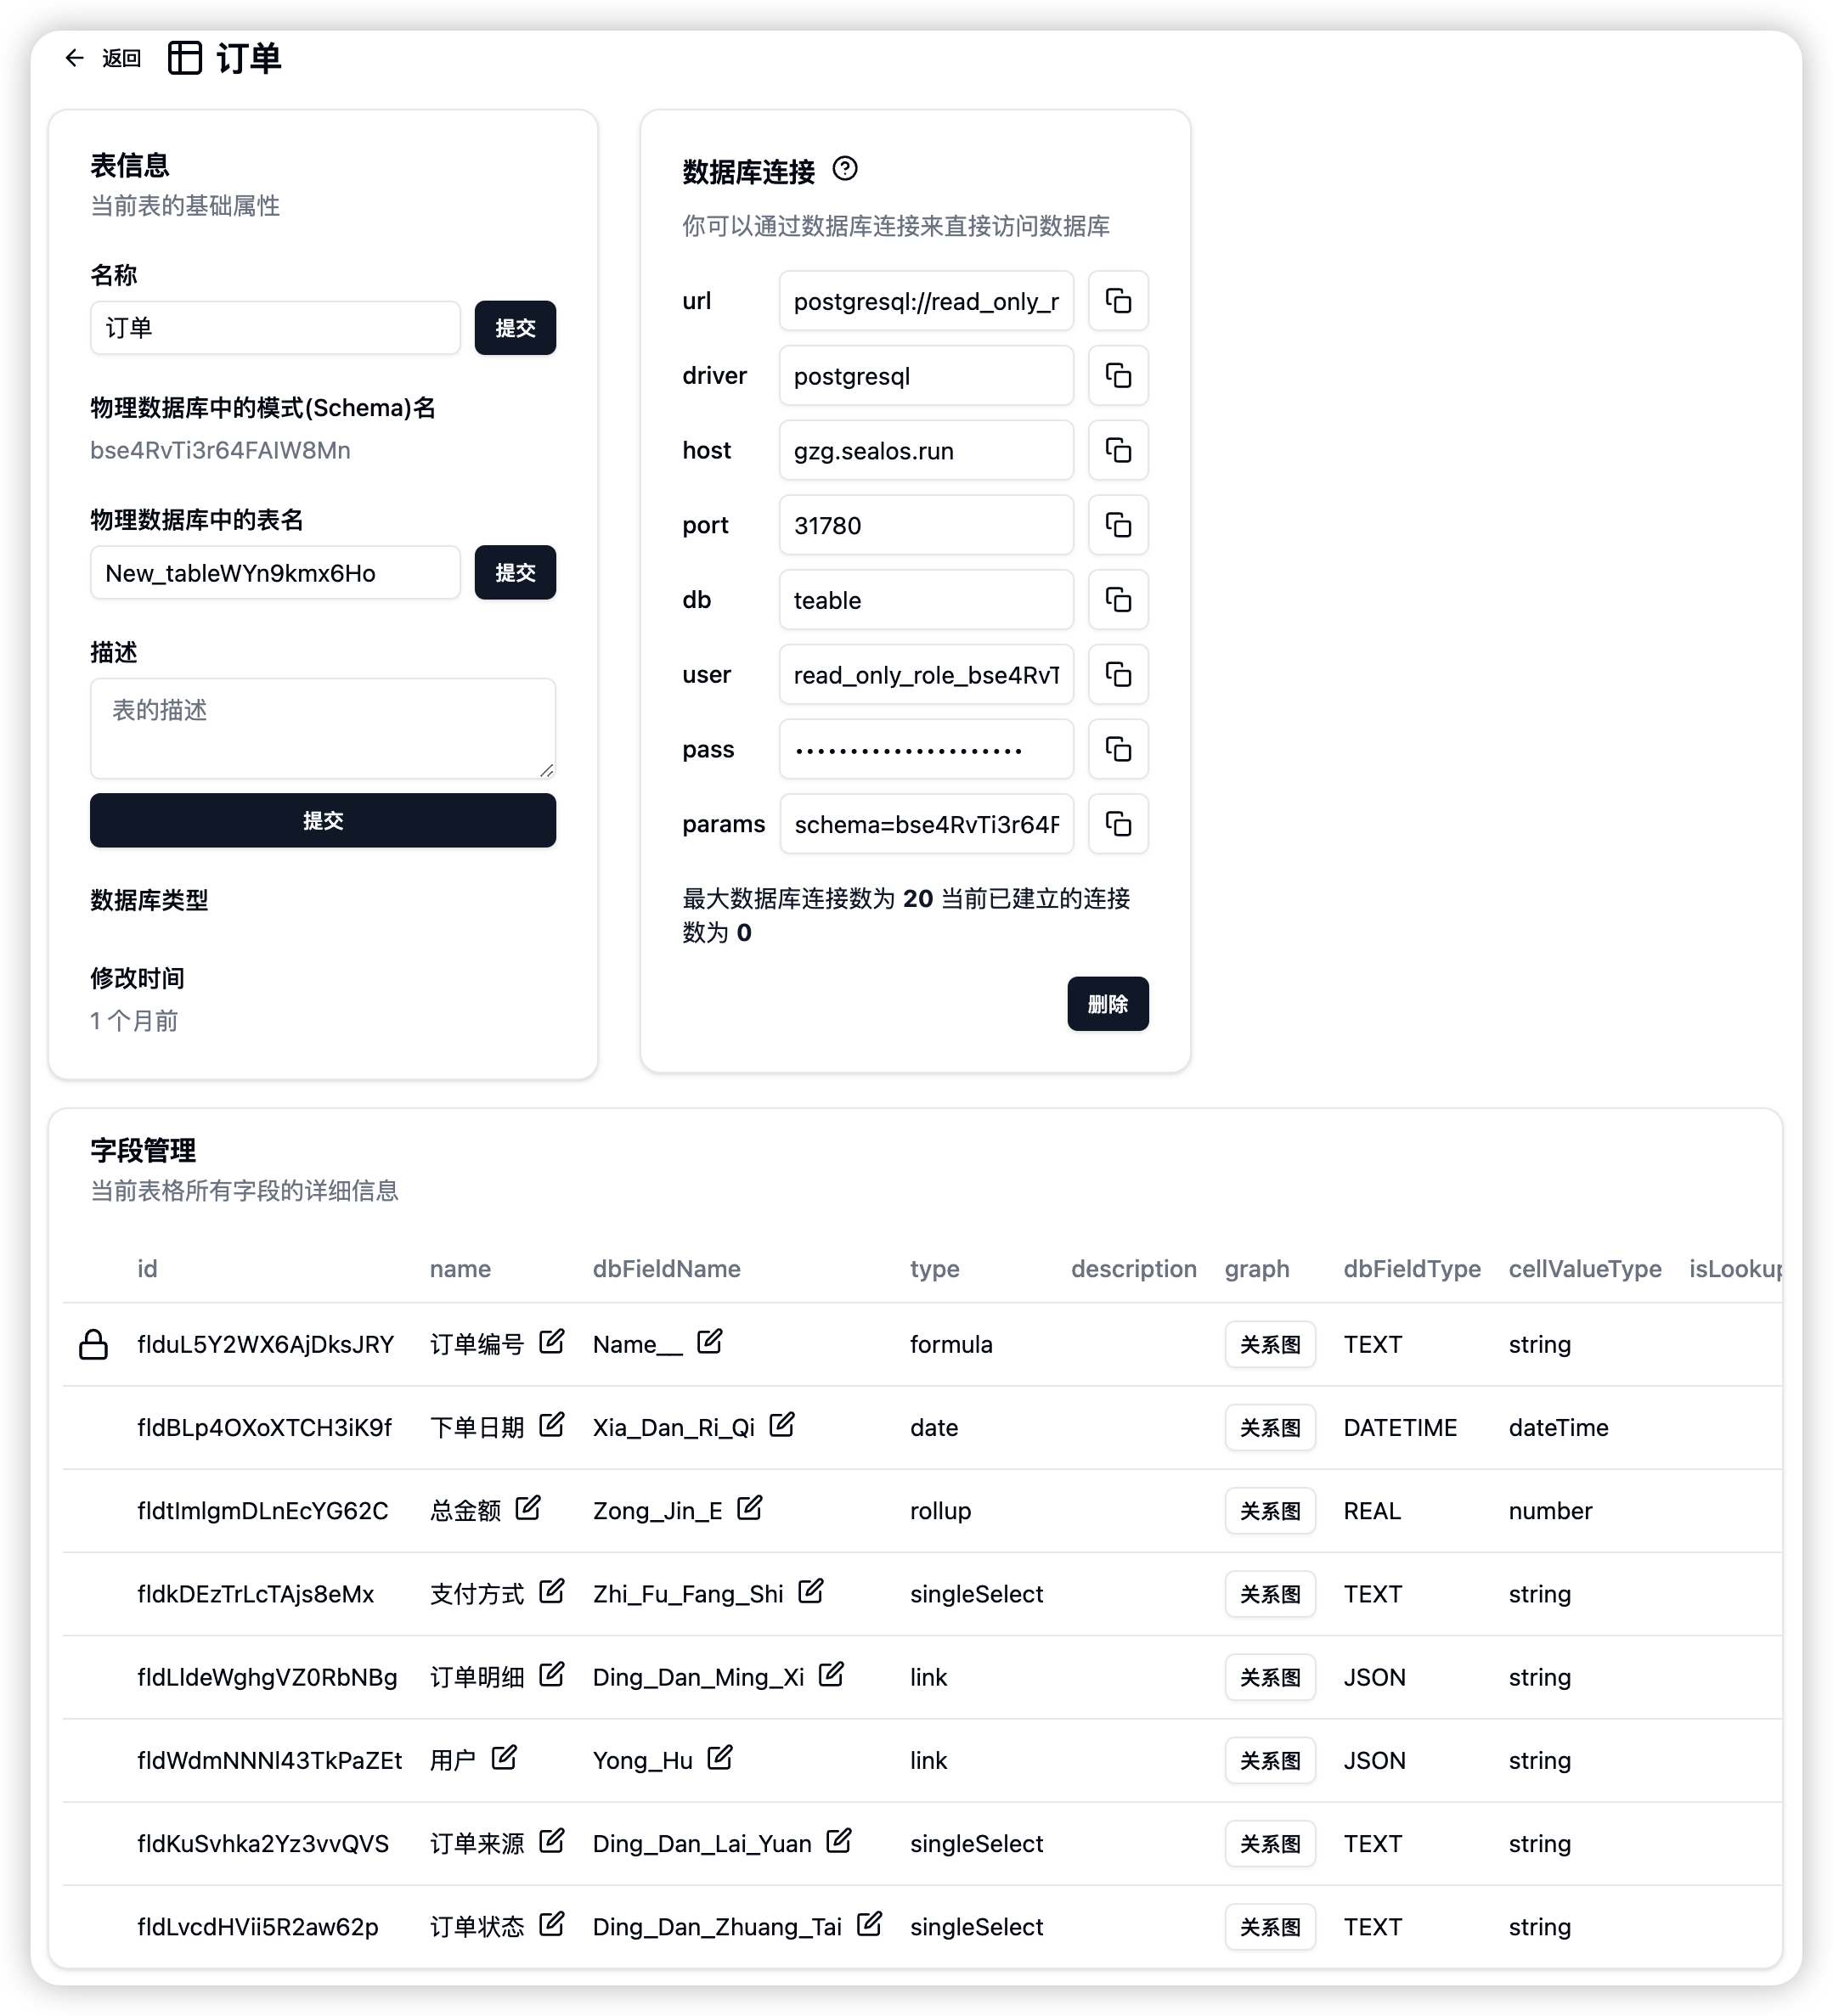 返回 订单
表信息
当前表的基础属性
名称
订单 提交
物理数据库中的模式(Schema)名
bse4RvTi3r64FAIW8Mn
物理数据库中的表名
New_tableWYn9kmx6Ho 提交
描述
表的描述
提交
数据库类型
修改时间
1 个月前
数据库连接
你可以通过数据库连接来直接访问数据库
url postgresql://read_only_r
driver postgresql
host gzg.sealos.run
port 31780
db teable
user read_only_role_bse4RvT
pass •••••••••••••••••••••
params schema=bse4RvTi3r64F
最大数据库连接数为 20 当前已建立的连接
数为 0
删除
字段管理
当前表格所有字段的详细信息
id name dbFieldName type description graph dbFieldType cellValueType isLookup
flduL5Y2WX6AjDksJRY 订单编号 Name__ formula 关系图 TEXT string
fldBLp4OXoXTCH3iK9f 下单日期 Xia_Dan_Ri_Qi date 关系图 DATETIME dateTime
fldtImlgmDLnEcYG62C 总金额 Zong_Jin_E rollup 关系图 REAL number
fldkDEzTrLcTAjs8eMx 支付方式 Zhi_Fu_Fang_Shi singleSelect 关系图 TEXT string
fldLldeWghgVZ0RbNBg 订单明细 Ding_Dan_Ming_Xi link 关系图 JSON string
fldWdmNNNl43TkPaZEt 用户 Yong_Hu link 关系图 JSON string
fldKuSvhka2Yz3vvQVS 订单来源 Ding_Dan_Lai_Yuan singleSelect 关系图 TEXT string
fldLvcdHVii5R2aw62p 订单状态 Ding_Dan_Zhuang_Tai singleSelect 关系图 TEXT string